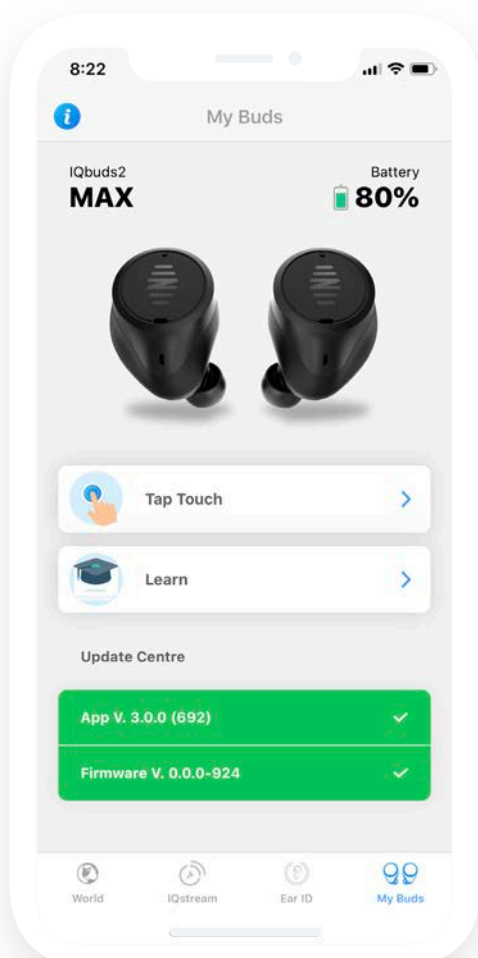 8:22
My Buds
IQbuds2
MAX
Battery
80%
Tap Touch
Learn
Update Centre
App V. 3.0.0 (692)
Firmware V. 0.0.0-924
World
IQstream
Ear ID
My Buds